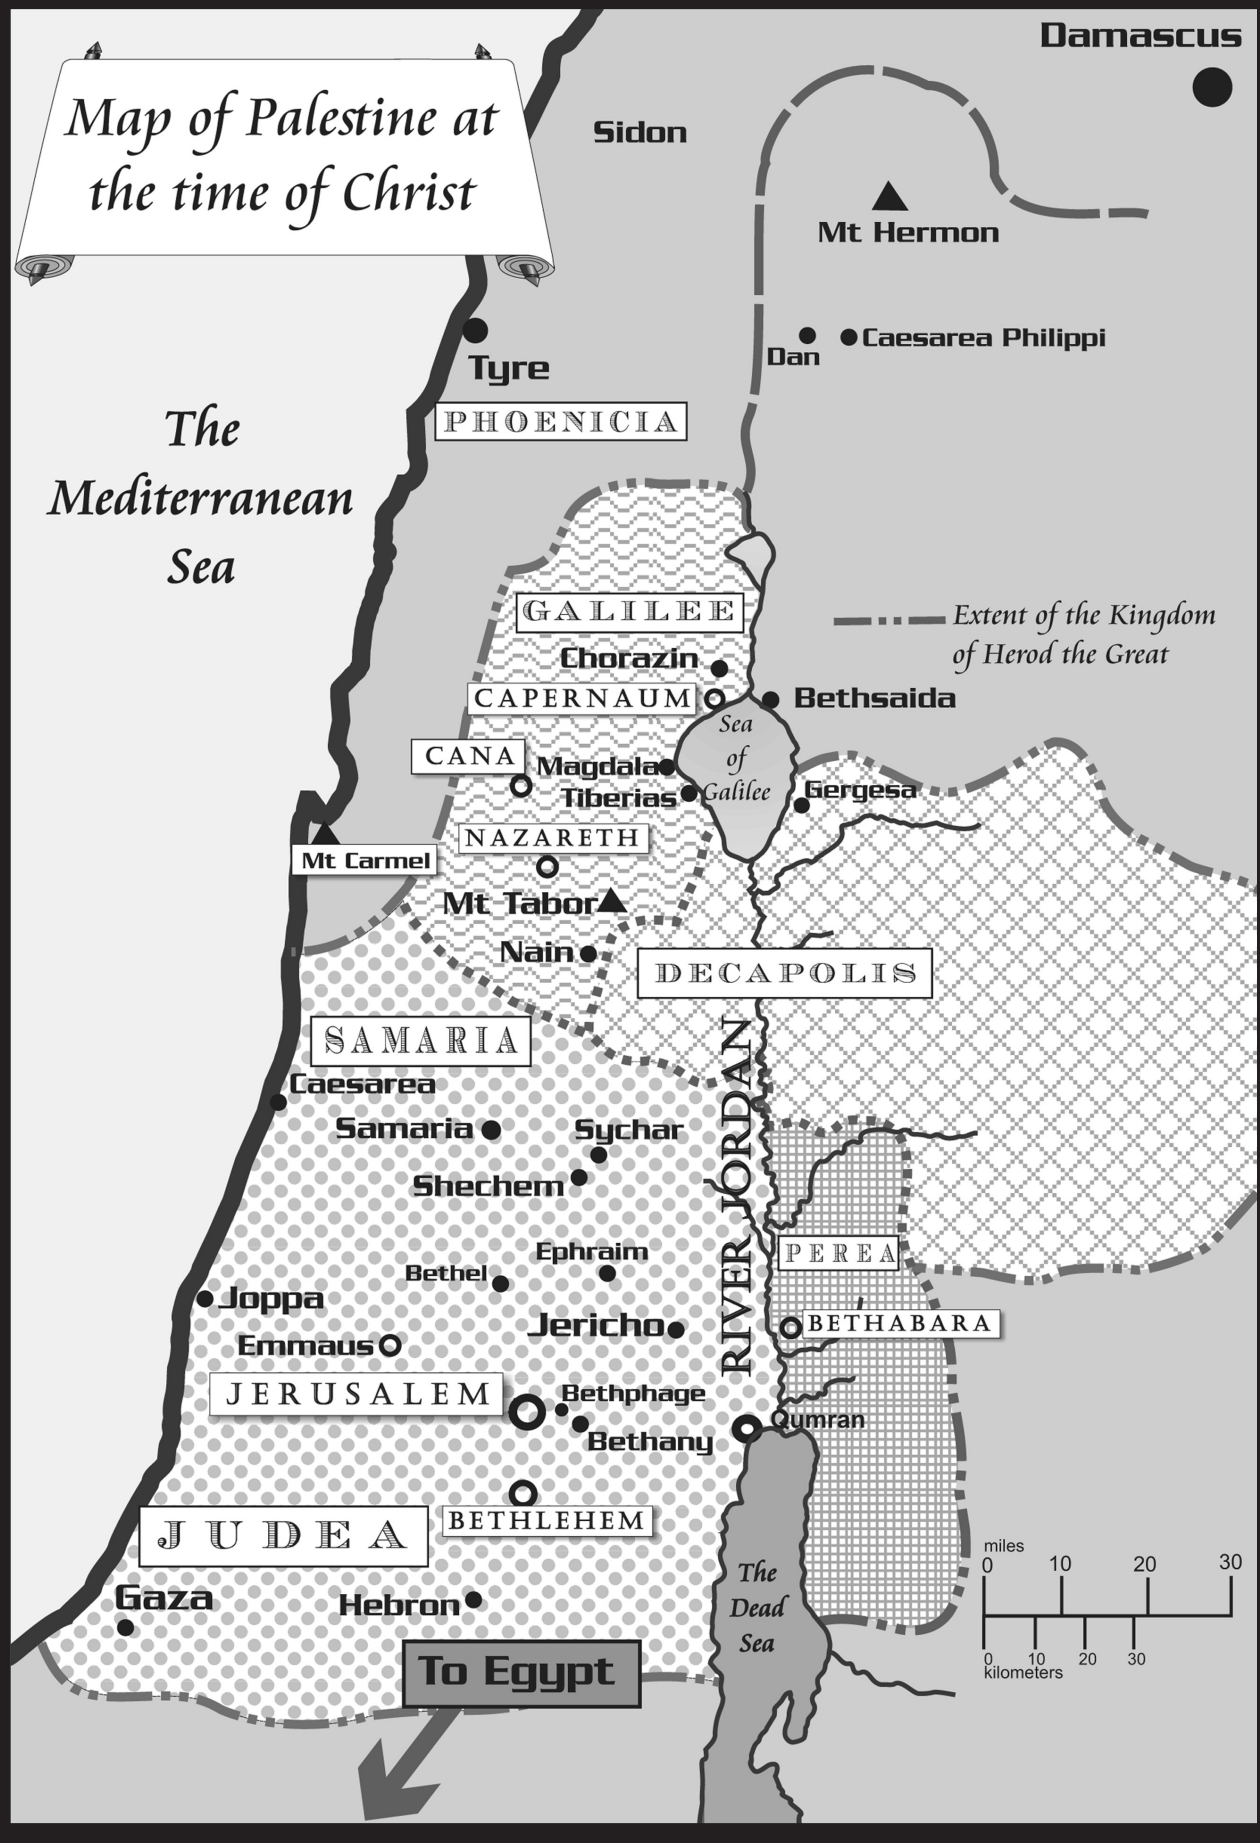 Map of Palestine at
the time of Christ
Damascus
Sidon
Mt Hermon
Dan
Caesarea Philippi
Tyre
PHOENICIA
The
Mediterranean
Sea
GALILEE
Extent of the Kingdom
of Herod the Great
Chorazin
CAPERNAUM
Bethsaida
Sea
of
Galilee
CANA
Magdala
Tiberias
Gergesa
NAZARETH
Mt Carmel
Mt Tabor
Nain
DECAPOLIS
SAMARIA
RIVER JORDAN
Caesarea
Samaria
Sychar
Shechem
Ephraim
Bethel
PEREA
Joppa
Jericho
BETHABARA
Emmaus
JERUSALEM
Bethphage
Bethany
Qumran
BETHLEHEM
JUDEA
The
Dead
Sea
Gaza
Hebron
To Egypt
miles
0 10 20 30
0 10 20 30
kilometers